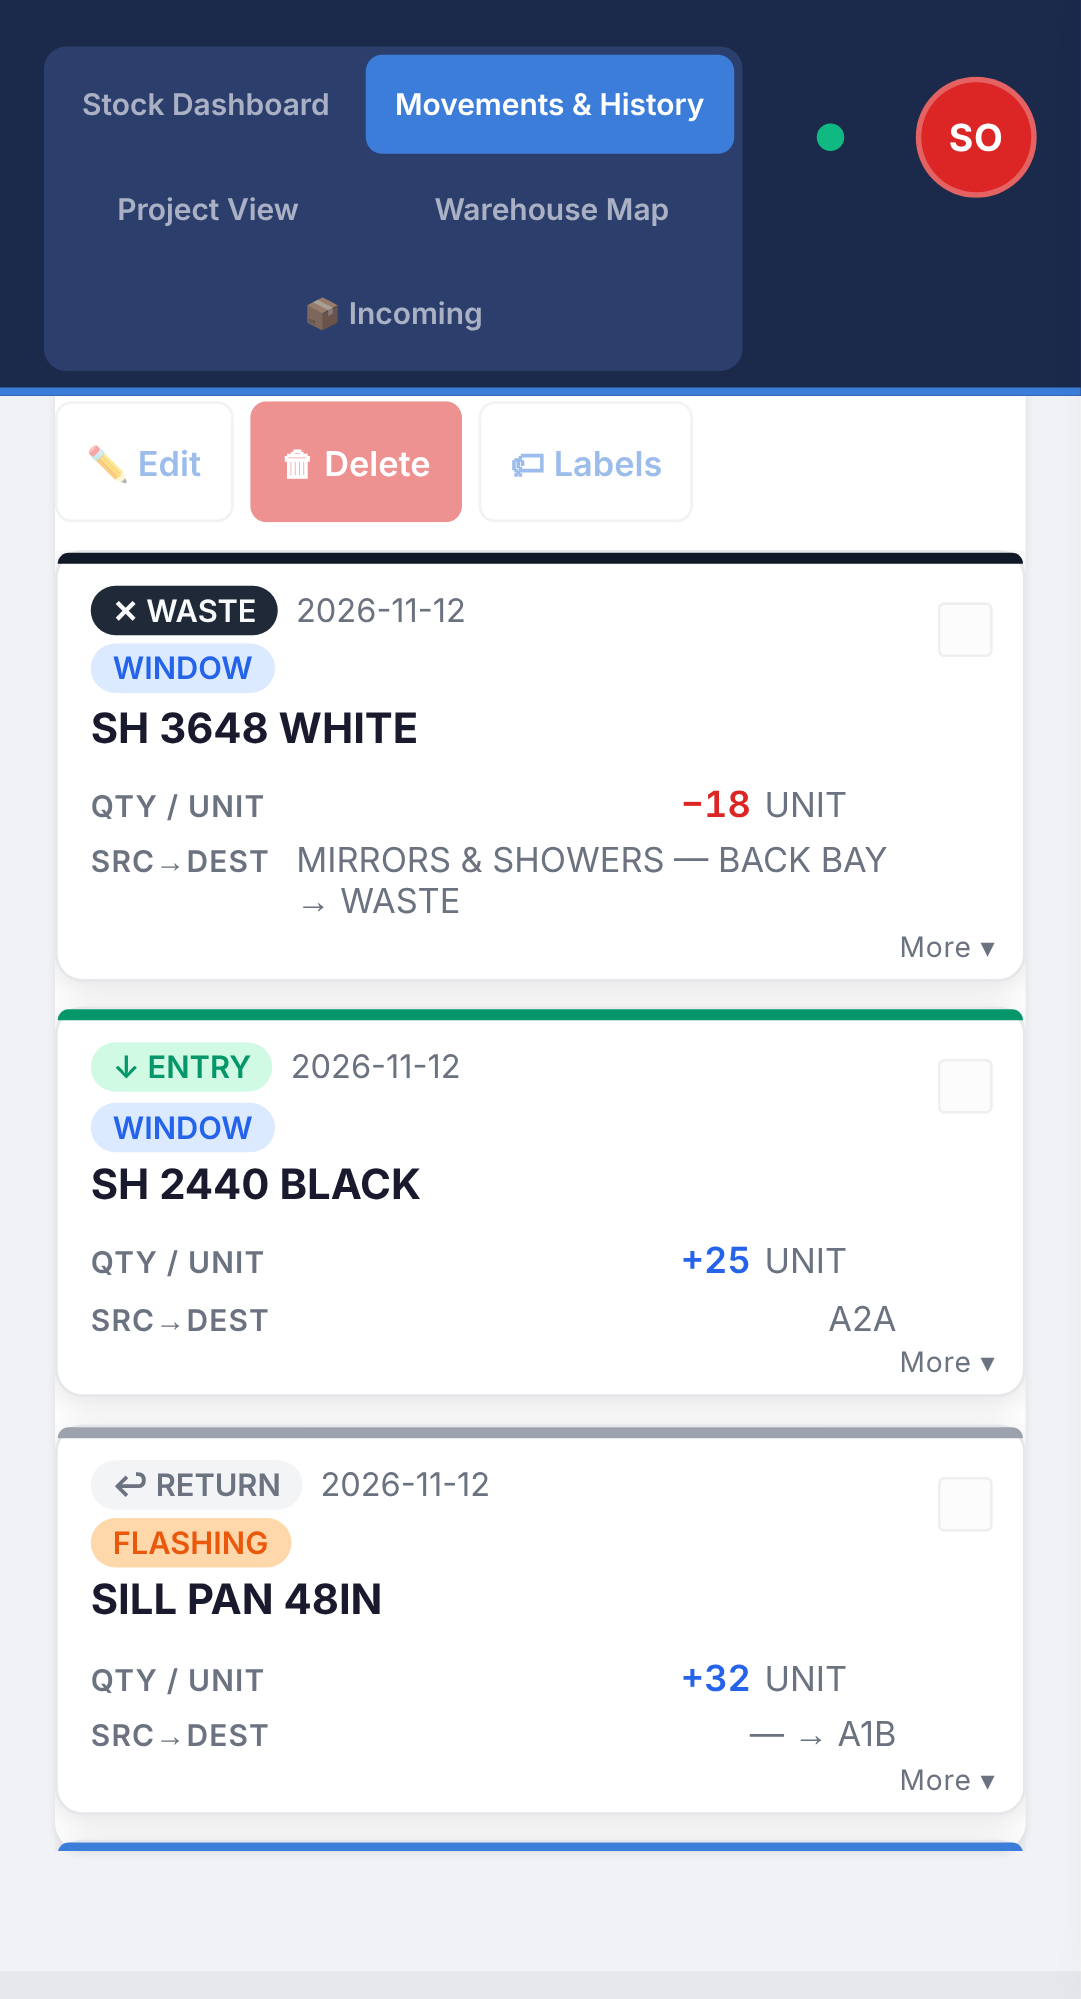 Stock Dashboard
Movements & History
SO
Project View
Warehouse Map
📦 Incoming
✏️ Edit
🗑 Delete
🏷 Labels
✕ WASTE 2026-11-12
WINDOW
SH 3648 WHITE
QTY / UNIT −18 UNIT
SRC→DEST MIRRORS & SHOWERS — BACK BAY
→ WASTE
More ▾
↓ ENTRY 2026-11-12
WINDOW
SH 2440 BLACK
QTY / UNIT +25 UNIT
SRC→DEST A2A
More ▾
↩ RETURN 2026-11-12
FLASHING
SILL PAN 48IN
QTY / UNIT +32 UNIT
SRC→DEST — → A1B
More ▾